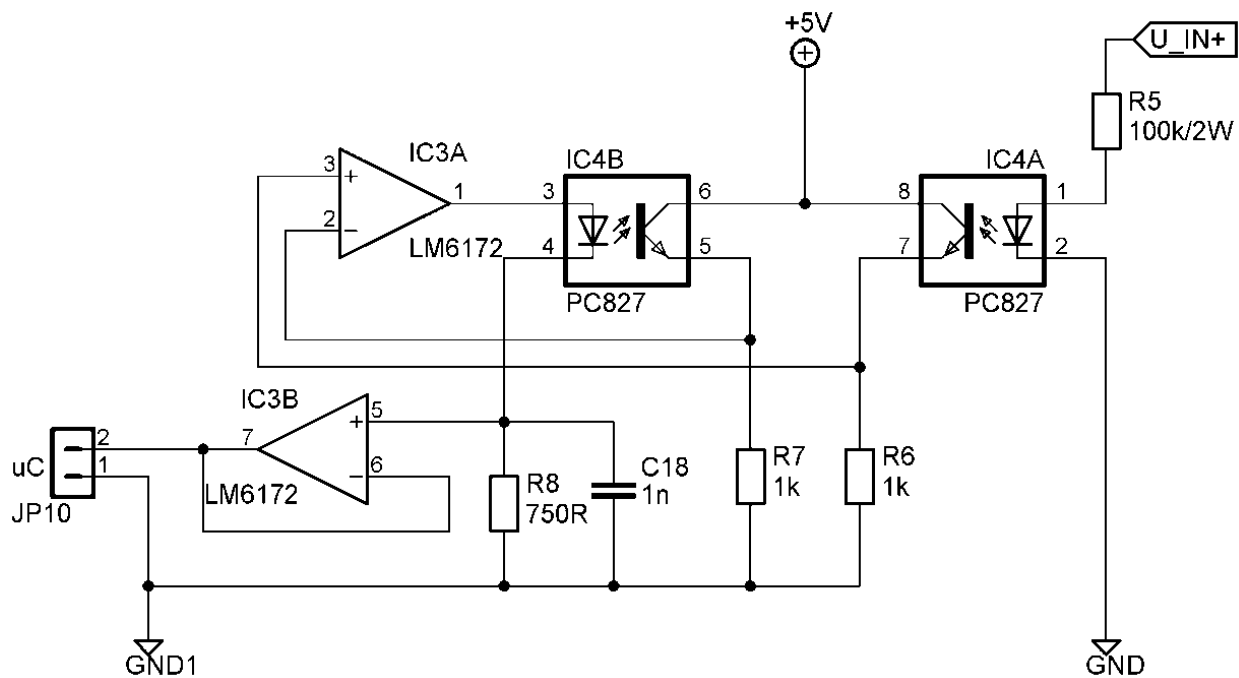 +5V
U_IN+
R5
100k/2W
IC3A
IC4B
IC4A
3
+
1
3
6
8
1
2
−
LM6172
4
5
7
2
PC827
PC827
IC3B
5
+
2
7
uC
1
6
−
LM6172
JP10
R8
750R
C18
1n
R7
1k
R6
1k
GND1
GND